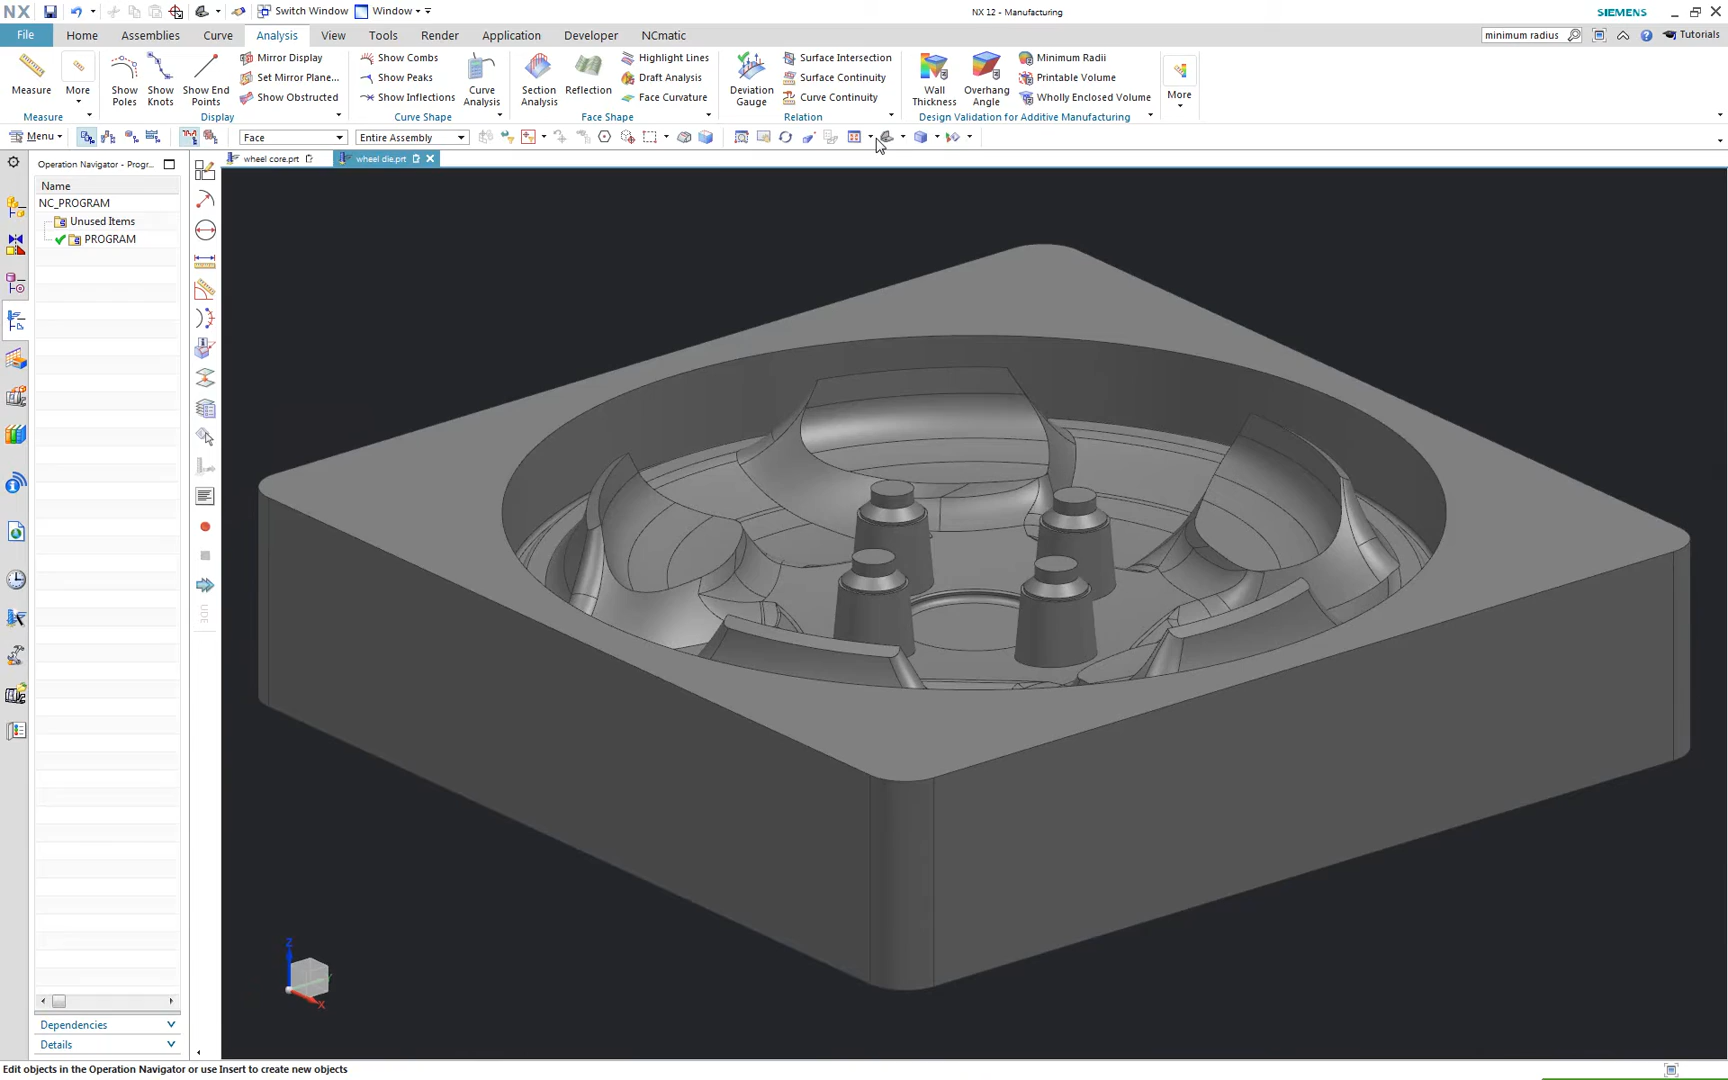 NX
Switch Window
Window
NX 12 - Manufacturing
SIEMENS
File
Home
Assemblies
Curve
Analysis
View
Tools
Render
Application
Developer
NCmatic
minimum radius
Tutorials
Measure
More
Measure
Show Poles
Show Knots
Show End Points
Mirror Display
Set Mirror Plane...
Show Obstructed
Display
Show Combs
Show Peaks
Show Inflections
Curve Analysis
Curve Shape
Section Analysis
Reflection
Highlight Lines
Draft Analysis
Face Curvature
Face Shape
Deviation Gauge
Surface Intersection
Surface Continuity
Curve Continuity
Relation
Wall Thickness
Overhang Angle
Minimum Radii
Printable Volume
Wholly Enclosed Volume
Design Validation for Additive Manufacturing
More
Menu
Face
Entire Assembly
Operation Navigator - Progr...
wheel core.prt
wheel die.prt
Name
NC_PROGRAM
Unused Items
PROGRAM
UDE
Z
X
Dependencies
Details
Edit objects in the Operation Navigator or use Insert to create new objects